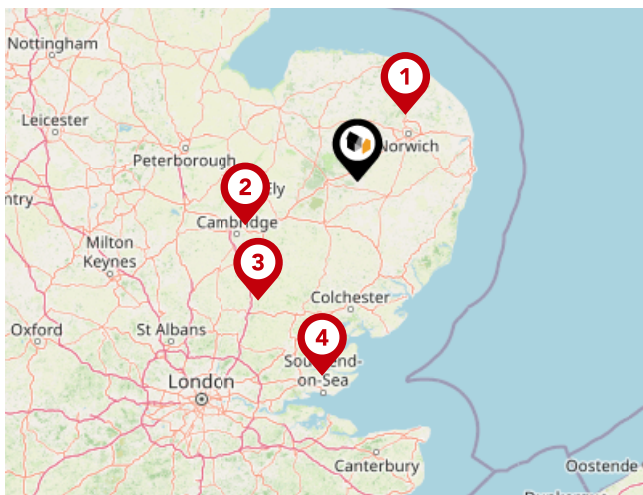 Nottingham
1
Leicester
Norwich
Peterborough
2
Ely
ntry
Cambridge
Milton
Keynes
3
Colchester
Oxford
St Albans
4
Southend-
on-Sea
London
Canterbury
Oostende